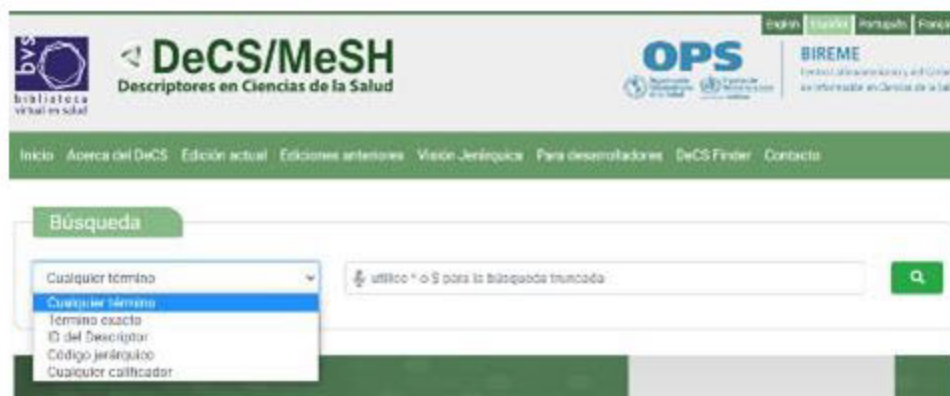 English Español Português Françai
bvs
biblioteca
virtual en salud
DeCS/MeSH
Descriptores en Ciencias de la Salud
OPS
BIREME
Inicio Acerca del DeCS Edición actual Ediciones anteriores Visión Jerárquica Para desarrolladores DeCS Finder Contacto
Búsqueda
Cualquier término
utilice * o $ para la búsqueda truncada
Cualquier término
Término exacto
ID del Descriptor
Código jerárquico
Cualquier calificador